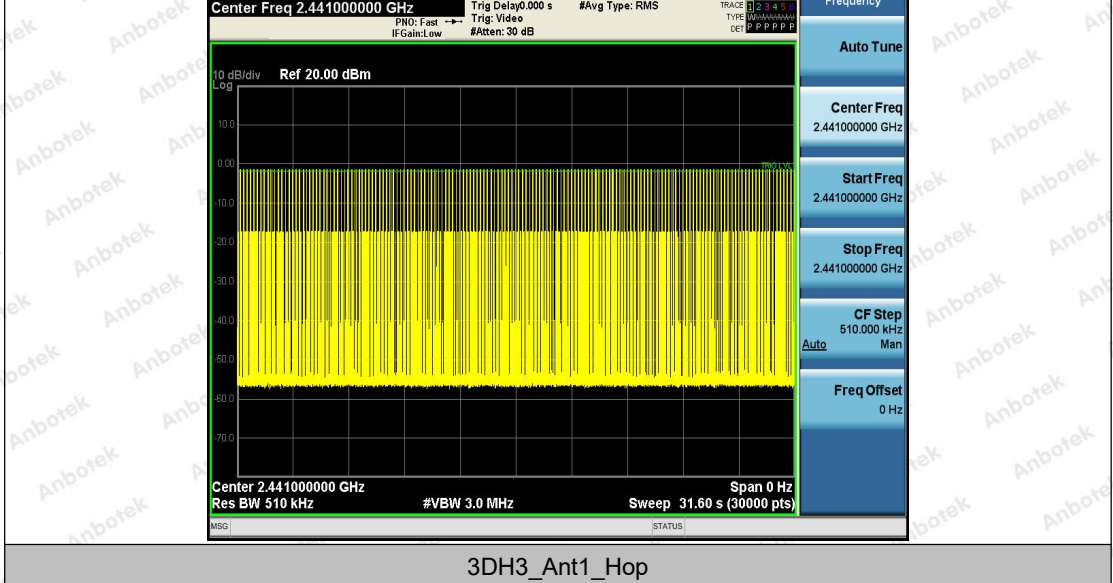 Center Freq 2.441000000 GHz
PNO: Fast
IFGain:Low
Trig Delay0.000 s
Trig: Video
#Atten: 30 dB
#Avg Type: RMS
TRACE 1 2 3 4 5 6
TYPE
DET P P P P P P
Frequency
Auto Tune
Center Freq
2.441000000 GHz
Start Freq
2.441000000 GHz
Stop Freq
2.441000000 GHz
CF Step
510.000 kHz
Auto Man
Freq Offset
0 Hz
10 dB/div Ref 20.00 dBm
Log
10.0
0.00
TRIG LVL
-10.0
-20.0
-30.0
-40.0
-50.0
-60.0
-70.0
Center 2.441000000 GHz Span 0 Hz
Res BW 510 kHz #VBW 3.0 MHz Sweep 31.60 s (30000 pts)
MSG STATUS
3DH3_Ant1_Hop
Anbotek